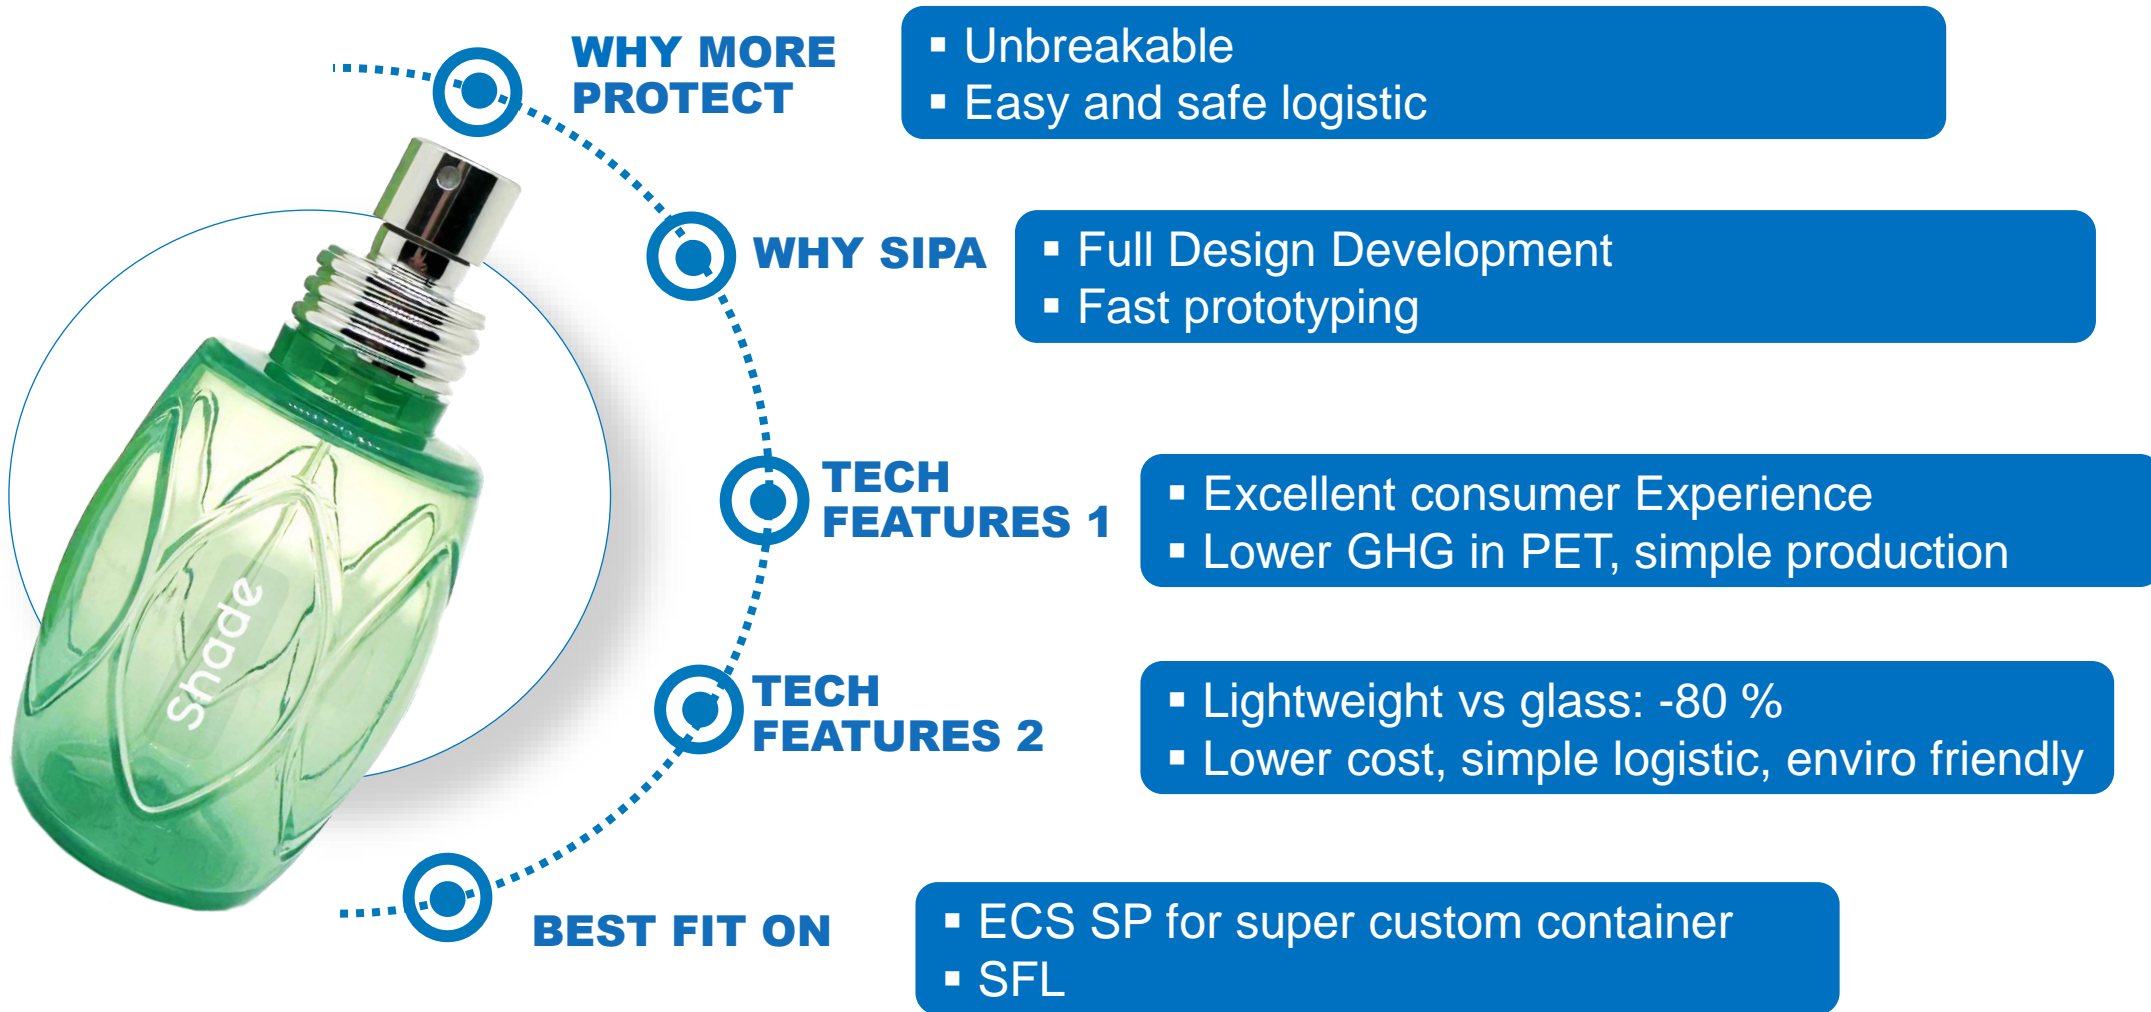 WHY MORE
PROTECT
▪ Unbreakable
▪ Easy and safe logistic
WHY SIPA
▪ Full Design Development
▪ Fast prototyping
TECH
FEATURES 1
▪ Excellent consumer Experience
▪ Lower GHG in PET, simple production
TECH
FEATURES 2
▪ Lightweight vs glass: -80 %
▪ Lower cost, simple logistic, enviro friendly
BEST FIT ON
▪ ECS SP for super custom container
▪ SFL
Shade